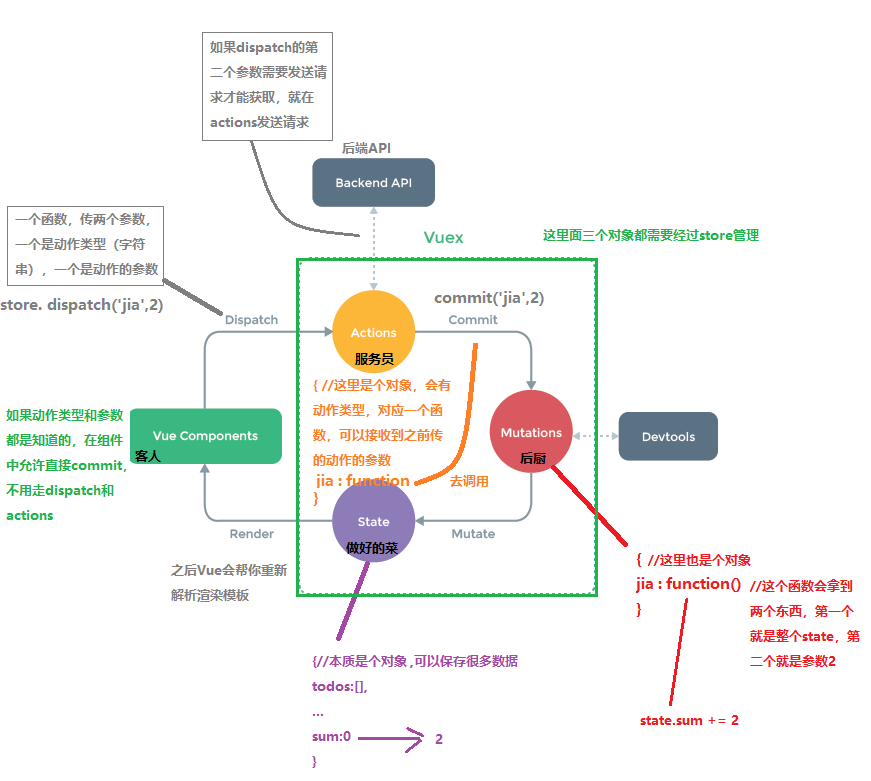 如果dispatch的第
二个参数需要发送请
求才能获取，就在
actions发送请求
后端API
Backend API
一个函数，传两个参数，
一个是动作类型（字符
串），一个是动作的参数
store. dispatch('jia',2)
Vuex
这里面三个对象都需要经过store管理
Dispatch
Actions
服务员
commit('jia',2)
Commit
{ //这里是个对象，会有
动作类型，对应一个函
数，可以接收到之前传
的动作的参数
jia : function
}
去调用
如果动作类型和参数
都是知道的，在组件
中允许直接commit，
不用走dispatch和
actions
Vue Components
客人
Mutations
后厨
Devtools
State
做好的菜
Render
Mutate
之后Vue会帮你重新
解析渲染模板
{ //这里也是个对象
jia : function()
}
//这个函数会拿到
两个东西，第一个
就是整个state，第
二个就是参数2
state.sum += 2
{//本质是个对象 ,可以保存很多数据
todos:[],
...
sum:0
2
}